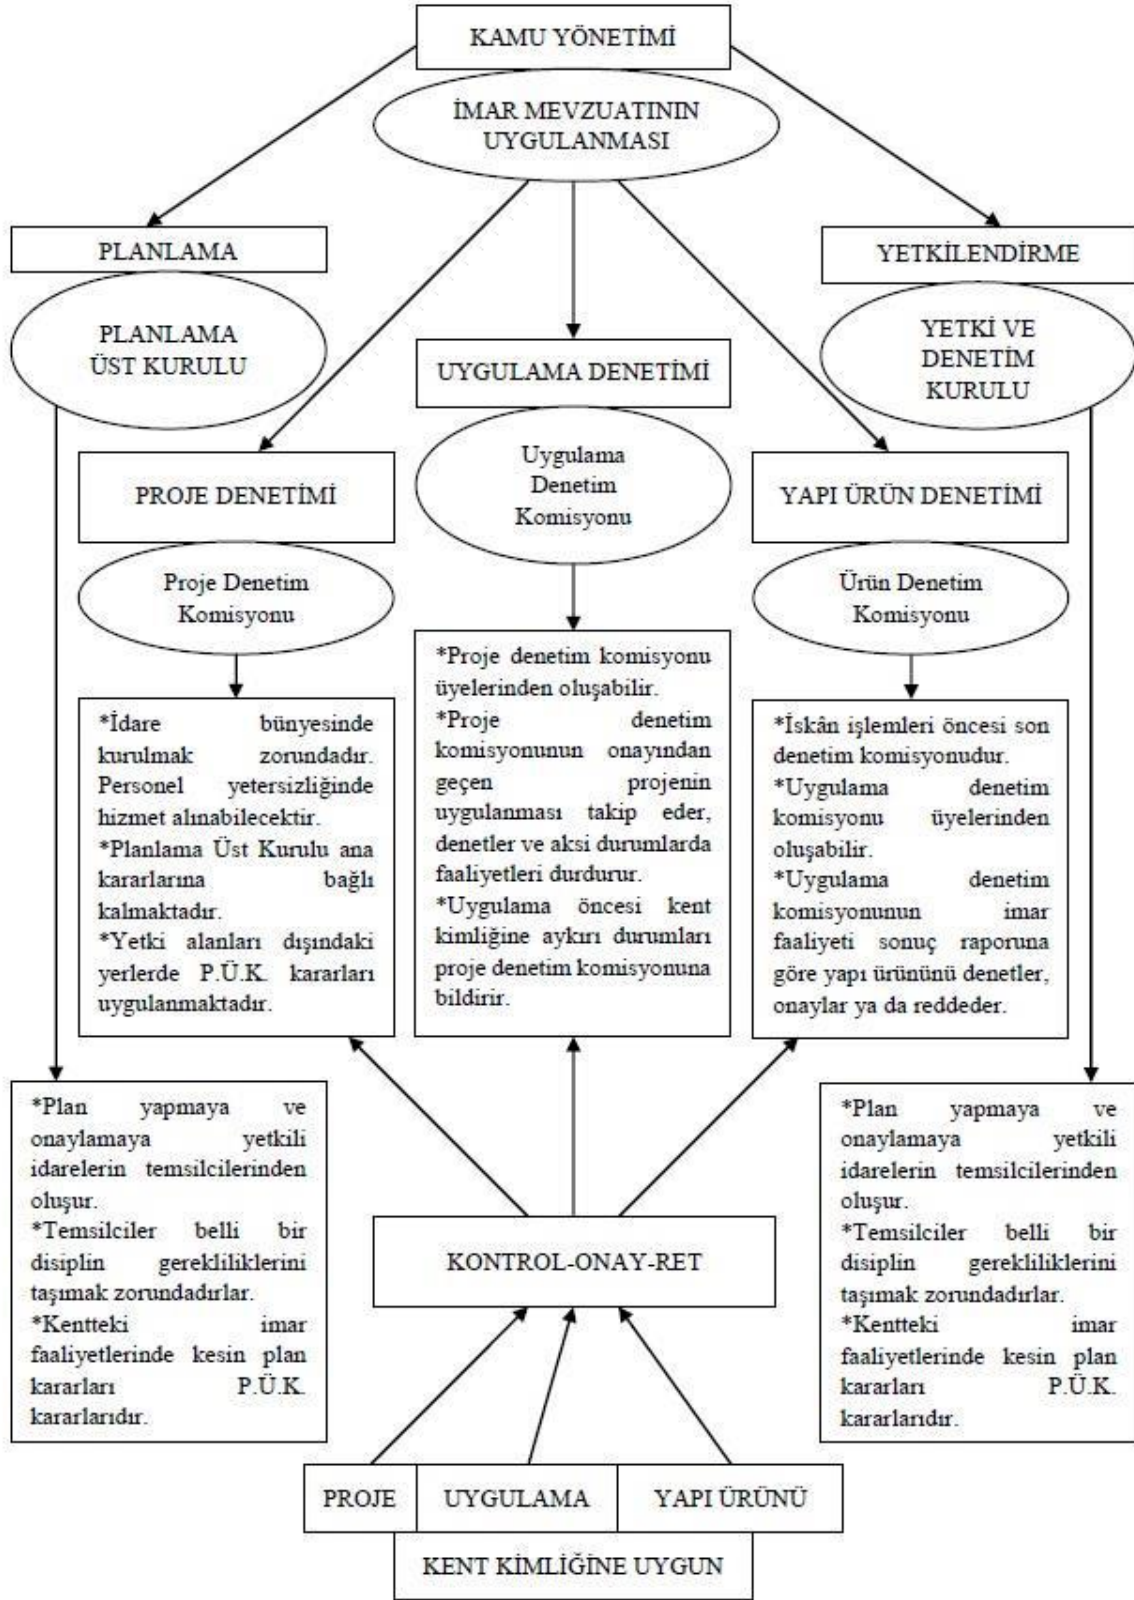 KAMU YÖNETİMİ
İMAR MEVZUATININ
UYGULANMASI
PLANLAMA
PLANLAMA
ÜST KURULU
YETKİLENDİRME
YETKİ VE
DENETİM
KURULU
UYGULAMA DENETİMİ
Uygulama
Denetim
Komisyonu
PROJE DENETİMİ
Proje Denetim
Komisyonu
YAPI ÜRÜN DENETİMİ
Ürün Denetim
Komisyonu
*İdare bünyesinde
kurulmak zorundadır.
Personel yetersizliğinde
hizmet alınabilecektir.
*Planlama Üst Kurulu ana
kararlarına bağlı
kalmaktadır.
*Yetki alanları dışındaki
yerlerde P.Ü.K. kararları
uygulanmaktadır.
*Proje denetim komisyonu
üyelerinden oluşabilir.
*Proje denetim
komisyonunun onayından
geçen projenin
uygulanması takip eder,
denetler ve aksi durumlarda
faaliyetleri durdurur.
*Uygulama öncesi kent
kimliğine aykırı durumları
proje denetim komisyonuna
bildirir.
*İskân işlemleri öncesi son
denetim komisyonudur.
*Uygulama denetim
komisyonu üyelerinden
oluşabilir.
*Uygulama denetim
komisyonunun imar
faaliyeti sonuç raporuna
göre yapı ürününü denetler,
onaylar ya da reddeder.
*Plan yapmaya ve
onaylamaya yetkili
idarelerin temsilcilerinden
oluşur.
*Temsilciler belli bir
disiplin gerekliliklerini
taşımak zorundadırlar.
*Kentteki imar
faaliyetlerinde kesin plan
kararları P.Ü.K.
kararlarıdır.
*Plan yapmaya ve
onaylamaya yetkili
idarelerin temsilcilerinden
oluşur.
*Temsilciler belli bir
disiplin gerekliliklerini
taşımak zorundadırlar.
*Kentteki imar
faaliyetlerinde kesin plan
kararları P.Ü.K.
kararlarıdır.
KONTROL-ONAY-RET
PROJE
UYGULAMA
YAPI ÜRÜNÜ
KENT KİMLİĞİNE UYGUN